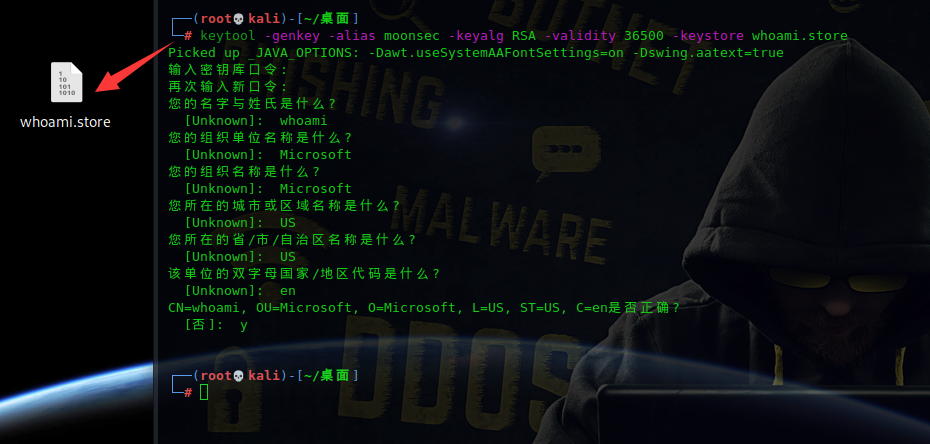 whoami.store
┌──(root💀kali)-[~/桌面]
└─# keytool -genkey -alias moonsec -keyalg RSA -validity 36500 -keystore whoami.store
Picked up _JAVA_OPTIONS: -Dawt.useSystemAAFontSettings=on -Dswing.aatext=true
输入密钥库口令:
再次输入新口令:
您的名字与姓氏是什么?
  [Unknown]:  whoami
您的组织单位名称是什么?
  [Unknown]:  Microsoft
您的组织名称是什么?
  [Unknown]:  Microsoft
您所在的城市或区域名称是什么?
  [Unknown]:  US
您所在的省/市/自治区名称是什么?
  [Unknown]:  US
该单位的双字母国家/地区代码是什么?
  [Unknown]:  en
CN=whoami, OU=Microsoft, O=Microsoft, L=US, ST=US, C=en是否正确?
  [否]:  y
┌──(root💀kali)-[~/桌面]
└─#
1
10
101
1010
BOTNET
SHING
MALWARE
DDOS